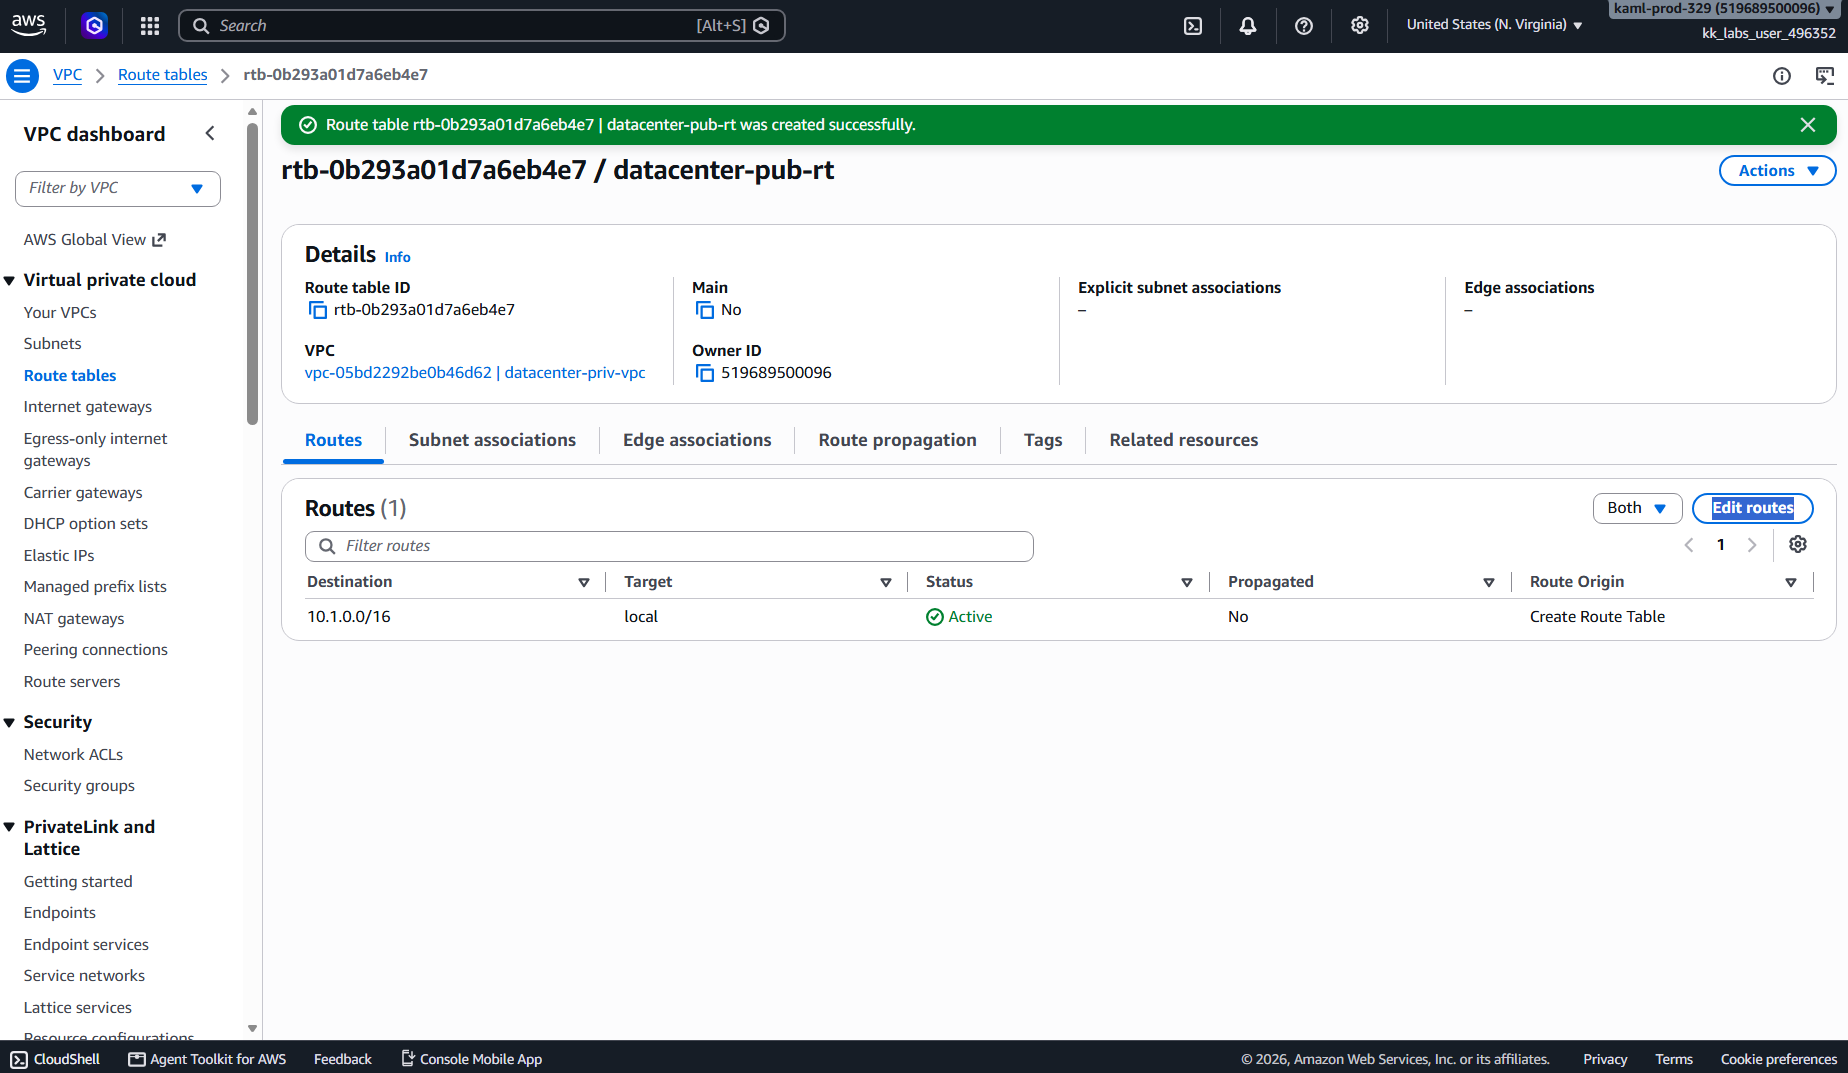 aws
Search [Alt+S]
United States (N. Virginia)
kaml-prod-329 (519689500096)
kk_labs_user_496352
VPC
Route tables
rtb-0b293a01d7a6eb4e7
VPC dashboard
Filter by VPC
AWS Global View
Virtual private cloud
Your VPCs
Subnets
Route tables
Internet gateways
Egress-only internet
gateways
Carrier gateways
DHCP option sets
Elastic IPs
Managed prefix lists
NAT gateways
Peering connections
Route servers
Security
Network ACLs
Security groups
PrivateLink and
Lattice
Getting started
Endpoints
Endpoint services
Service networks
Lattice services
Resource configurations
Route table rtb-0b293a01d7a6eb4e7 | datacenter-pub-rt was created successfully.
rtb-0b293a01d7a6eb4e7 / datacenter-pub-rt
Actions
Details Info
Route table ID
rtb-0b293a01d7a6eb4e7
Main
No
Explicit subnet associations
–
Edge associations
–
VPC
vpc-05bd2292be0b46d62 | datacenter-priv-vpc
Owner ID
519689500096
Routes Subnet associations Edge associations Route propagation Tags Related resources
Routes (1)
Both
Edit routes
Filter routes
1
Destination Target Status Propagated Route Origin
10.1.0.0/16 local Active No Create Route Table
CloudShell Agent Toolkit for AWS Feedback Console Mobile App
© 2026, Amazon Web Services, Inc. or its affiliates. Privacy Terms Cookie preferences